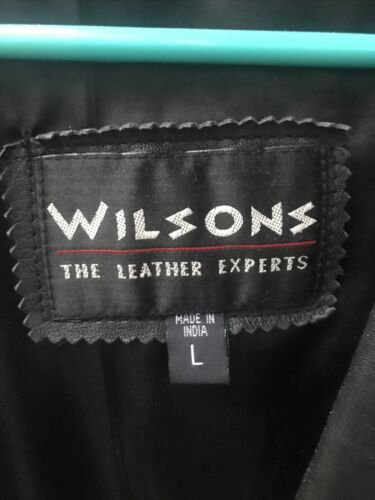 WILSONS
THE LEATHER EXPERTS
MADE IN
INDIA
L